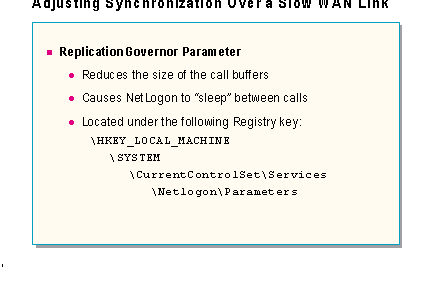 Adjusting Synchronization Over a Slow WAN Link
ReplicationGovernor Parameter
Reduces the size of the call buffers
Causes NetLogon to “sleep” between calls
Located under the following Registry key:
\HKEY_LOCAL_MACHINE
\SYSTEM
\CurrentControlSet\Services
\Netlogon\Parameters